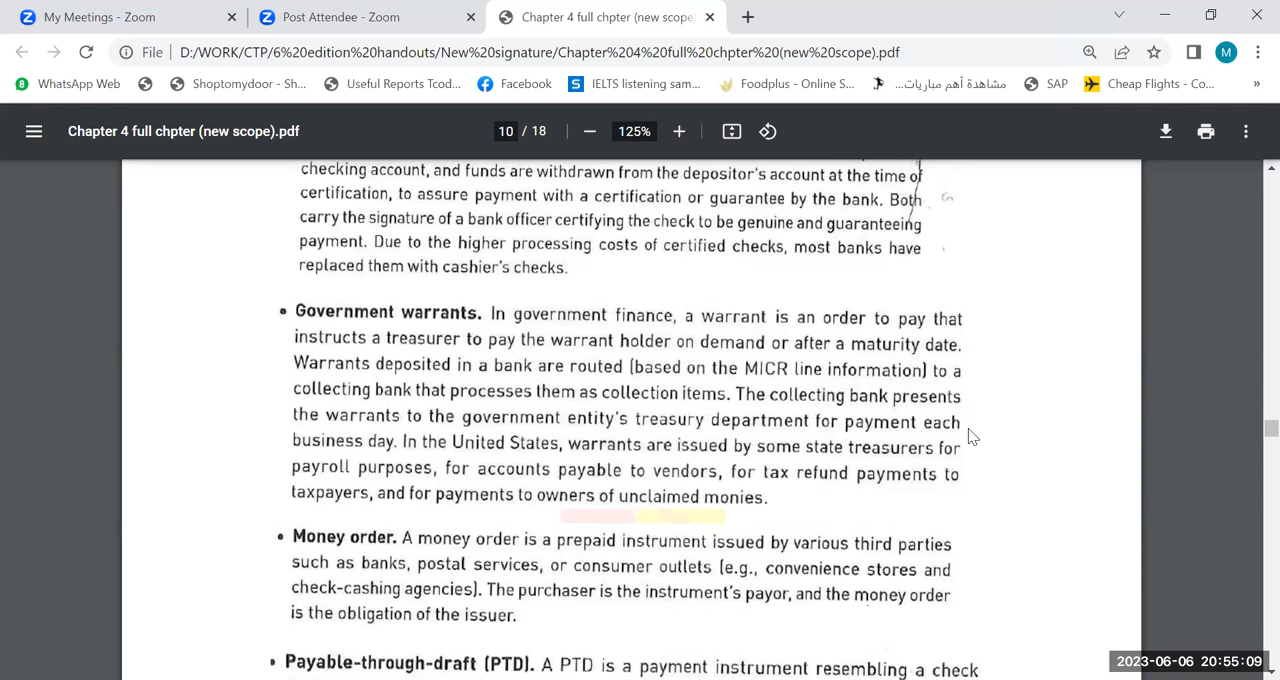 My Meetings - Zoom
Post Attendee - Zoom
Chapter 4 full chpter (new scope)
File
D:/WORK/CTP/6%20edition%20handouts/New%20signature/Chapter%204%20full%20chpter%20(new%20scope).pdf
M
WhatsApp Web
Shoptomydoor - Sh...
Useful Reports Tcod...
Facebook
S
IELTS listening sam...
Foodplus - Online S...
مشاهدة أهم مباريات...
SAP
Cheap Flights - Co...
»
Chapter 4 full chpter (new scope).pdf
10 / 18
125%
checking account, and funds are withdrawn from the depositor's account at the time of
certification, to assure payment with a certification or guarantee by the bank. Both
carry the signature of a bank officer certifying the check to be genuine and guaranteeing
payment. Due to the higher processing costs of certified checks, most banks have
replaced them with cashier's checks.
• Government warrants. In government finance, a warrant is an order to pay that
instructs a treasurer to pay the warrant holder on demand or after a maturity date.
Warrants deposited in a bank are routed (based on the MICR line information) to a
collecting bank that processes them as collection items. The collecting bank presents
the warrants to the government entity's treasury department for payment each
business day. In the United States, warrants are issued by some state treasurers for
payroll purposes, for accounts payable to vendors, for tax refund payments to
taxpayers, and for payments to owners of unclaimed monies.
• Money order. A money order is a prepaid instrument issued by various third parties
such as banks, postal services, or consumer outlets (e.g., convenience stores and
check-cashing agencies). The purchaser is the instrument's payor, and the money order
is the obligation of the issuer.
• Payable-through-draft (PTD). A PTD is a payment instrument resembling a check
2023-06-06 20:55:09